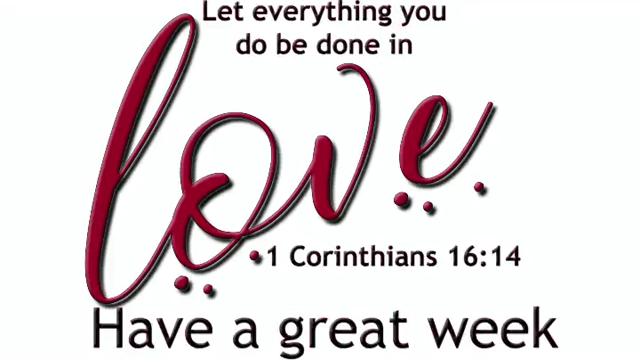 Let everything you
do be done in
love
1 Corinthians 16:14
Have a great week